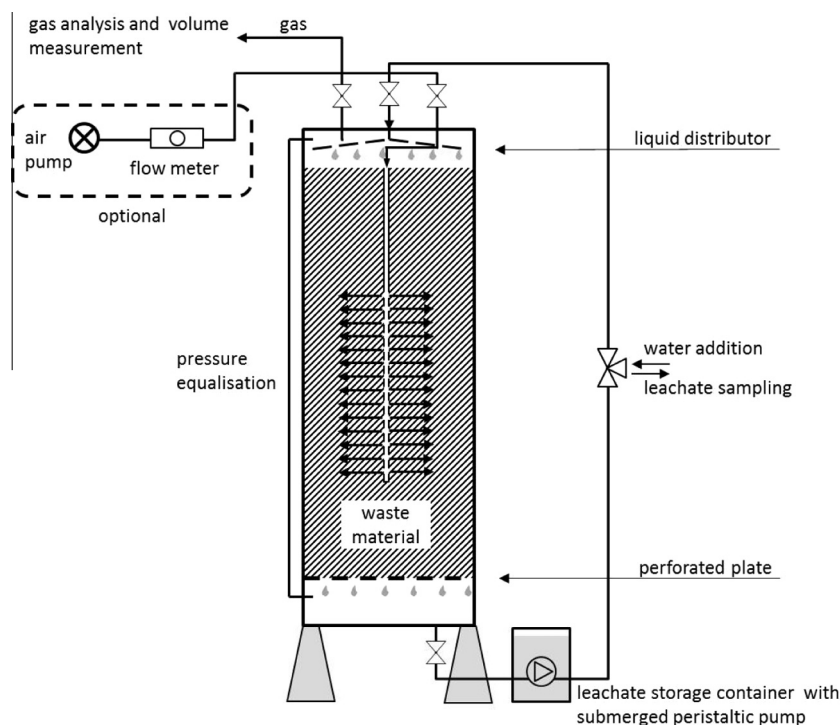 gas analysis and volume
measurement
gas
air
pump
flow meter
optional
liquid distributor
pressure
equalisation
water addition
leachate sampling
waste
material
perforated plate
leachate storage container with
submerged peristaltic pump